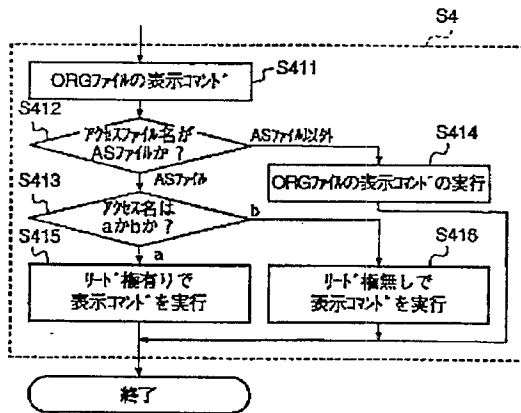 S4
ORGファイルの表示コマンド
S411
S412
アクセスファイル名が
ASファイルか?
ASファイル以外
S414
ASファイル
ORGファイルの表示コマンドの実行
S413
アクセス名は
aかbか?
b
a
S415
リード権有りで
表示コマンドを実行
S416
リード権無しで
表示コマンドを実行
終了